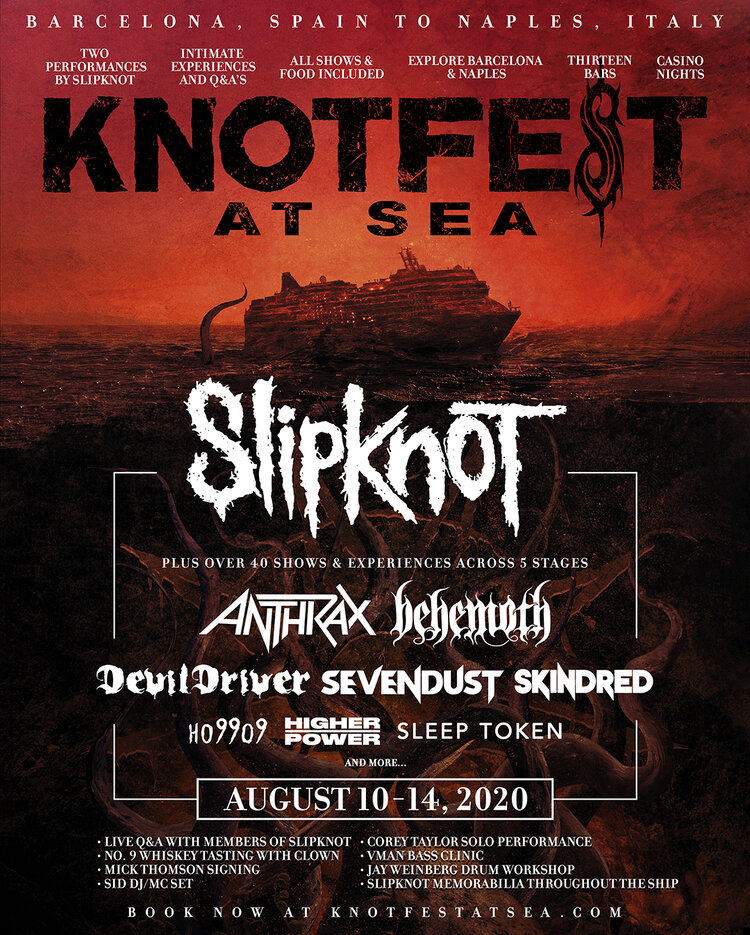 BARCELONA, SPAIN TO NAPLES, ITALY
TWO
PERFORMANCES
BY SLIPKNOT
INTIMATE
EXPERIENCES
AND Q&A'S
ALL SHOWS &
FOOD INCLUDED
EXPLORE BARCELONA
& NAPLES
THIRTEEN
BARS
CASINO
NIGHTS
KNOTFEST
AT SEA
SLIPKNOT
PLUS OVER 40 SHOWS & EXPERIENCES ACROSS 5 STAGES
ANTHRAX behemoth
DevilDriver SEVENDUST SKINDRED
HO99O9 HIGHER POWER SLEEP TOKEN
AND MORE...
AUGUST 10-14, 2020
• LIVE Q&A WITH MEMBERS OF SLIPKNOT
• NO. 9 WHISKEY TASTING WITH CLOWN
• MICK THOMSON SIGNING
• SID DJ/MC SET
• COREY TAYLOR SOLO PERFORMANCE
• VMAN BASS CLINIC
• JAY WEINBERG DRUM WORKSHOP
• SLIPKNOT MEMORABILIA THROUGHOUT THE SHIP
BOOK NOW AT KNOTFESTATSEA.COM